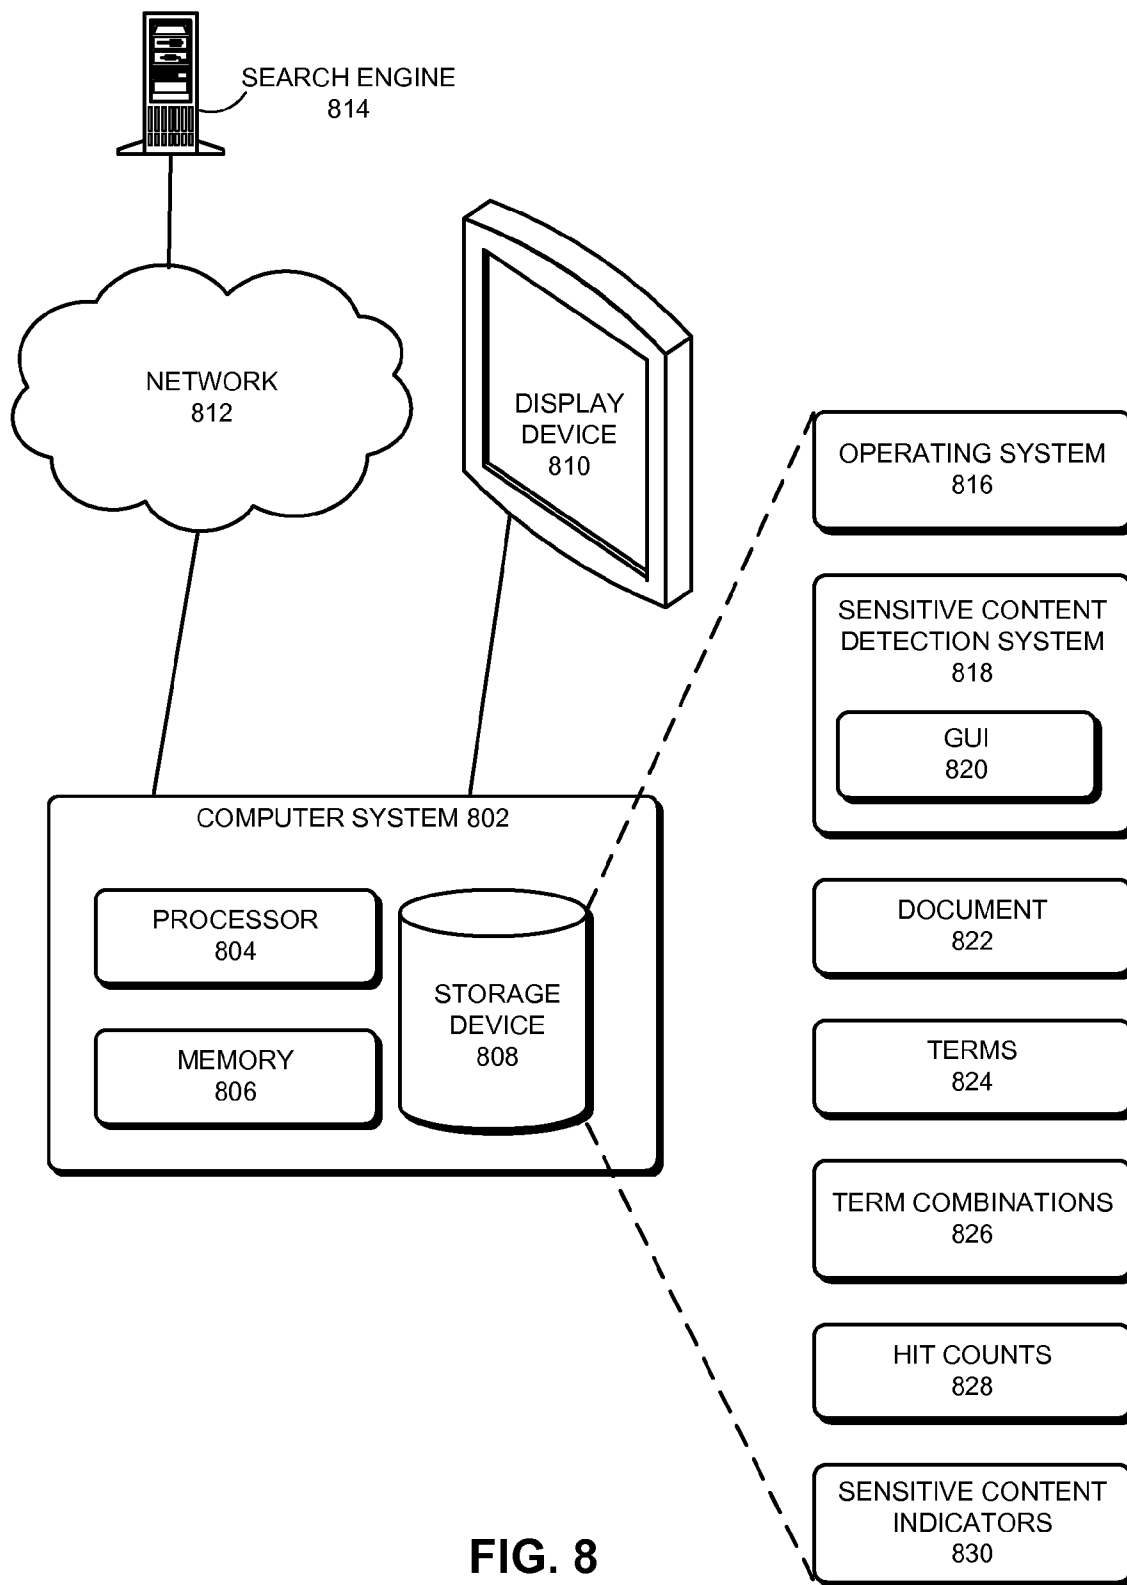 SEARCH ENGINE
814
NETWORK
812
DISPLAY
DEVICE
810
COMPUTER SYSTEM 802
PROCESSOR
804
MEMORY
806
STORAGE
DEVICE
808
OPERATING SYSTEM
816
SENSITIVE CONTENT
DETECTION SYSTEM
818
GUI
820
DOCUMENT
822
TERMS
824
TERM COMBINATIONS
826
HIT COUNTS
828
SENSITIVE CONTENT
INDICATORS
830
FIG. 8